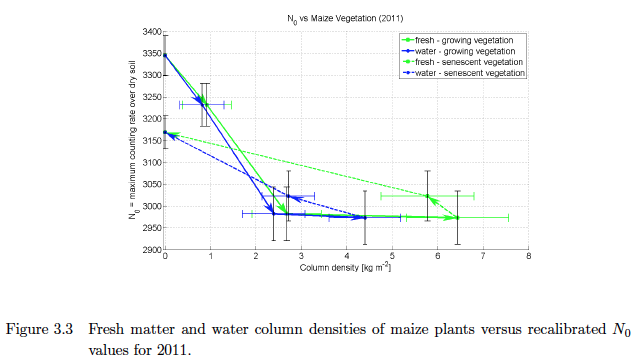 N0 vs Maize Vegetation (2011)
3400
3350
3300
3250
3200
3150
3100
3050
3000
2950
2900
N0 = maximum counting rate over dry soil
fresh - growing vegetation
water - growing vegetation
fresh - senescent vegetation
water - senescent vegetation
0 1 2 3 4 5 6 7 8
Column density [kg m-2]
Figure 3.3 Fresh matter and water column densities of maize plants versus recalibrated N0
values for 2011.